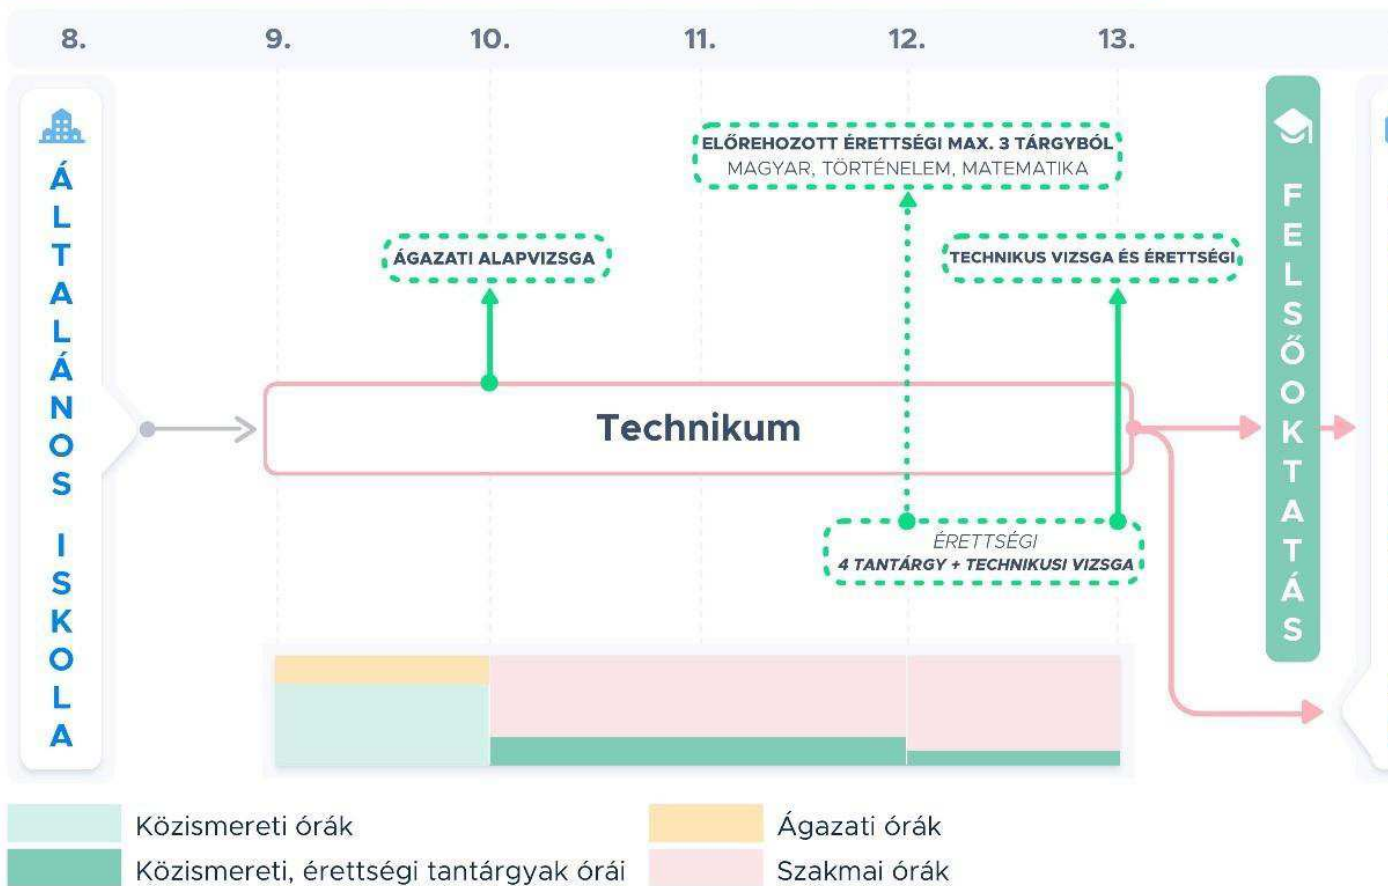 8. 9. 10. 11. 12. 13.
ÁLTALÁNOS ISKOLA
ELŐREHOZOTT ÉRETTSÉGI MAX. 3 TÁRGYBÓL
MAGYAR, TÖRTÉNELEM, MATEMATIKA
ÁGAZATI ALAPVIZSGA
TECHNIKUS VIZSGA ÉS ÉRETTSÉGI
Technikum
ÉRETTSÉGI
4 TANTÁRGY + TECHNIKUSI VIZSGA
FELSŐOKTATÁS
Közismereti órák
Ágazati órák
Közismereti, érettségi tantárgyak órái
Szakmai órák